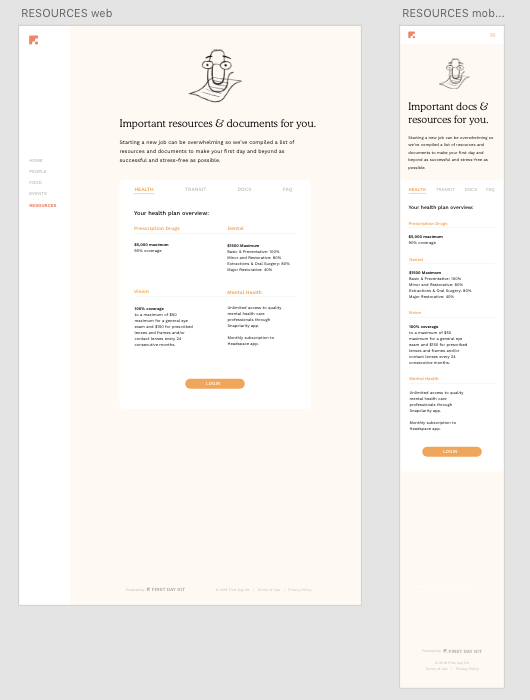 RESOURCES web
HOME
PEOPLE
FOOD
EVENTS
RESOURCES
Important resources & documents for you.
Starting a new job can be overwhelming so we've compiled a list of
resources and documents to make your first day and beyond as
successful and stress-free as possible.
HEALTH TRANSIT DOCS FAQ
Your health plan overview:
Prescription Drugs
$5,000 maximum
90% coverage
Dental
$1500 Maximum
Basic & Preventative: 100%
Minor and Restorative: 80%
Extractions & Oral Surgery: 80%
Major Restorative: 40%
Vision
100% coverage
to a maximum of $50
maximum for a general eye
exam and $150 for prescribed
lenses and frames and/or
contact lenses every 24
consecutive months.
Mental Health
Unlimited access to quality
mental health care
professionals through
Snapclarity app.
Monthly subscription to
Headspace app.
LOGIN
Powered by FIRST DAY KIT
© 2019 First Day Kit | Terms of Use | Privacy Policy
RESOURCES mob...
Important docs &
resources for you.
Starting a new job can be overwhelming so
we've compiled a list of resources and
documents to make your first day and
beyond as successful and stress-free as
possible.
HEALTH TRANSIT DOCS FAQ
Your health plan overview:
Prescription Drugs
$5,000 maximum
90% coverage
Dental
$1500 Maximum
Basic & Preventative: 100%
Minor and Restorative: 80%
Extractions & Oral Surgery: 80%
Major Restorative: 40%
Vision
100% coverage
to a maximum of $50
maximum for a general eye
exam and $150 for prescribed
lenses and frames and/or
contact lenses every 24
consecutive months.
Mental Health
Unlimited access to quality
mental health care
professionals through
Snapclarity app.
Monthly subscription to
Headspace app.
LOGIN
Powered by FIRST DAY KIT
© 2019 First Day Kit
Terms of Use | Privacy Policy